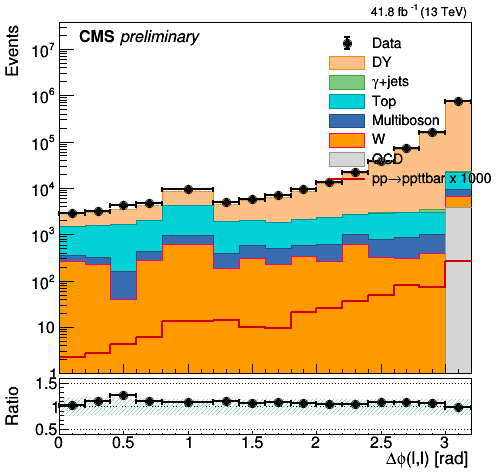 41.8 fb⁻¹ (13 TeV)
CMS preliminary
Events
10⁷
10⁶
10⁵
10⁴
10³
10²
10
1
Data
DY
γ+jets
Top
Multiboson
W
QCD
pp→ppttbar x 1000
Ratio
1.5
1
0.5
0 0.5 1 1.5 2 2.5 3
Δϕ(l,l) [rad]